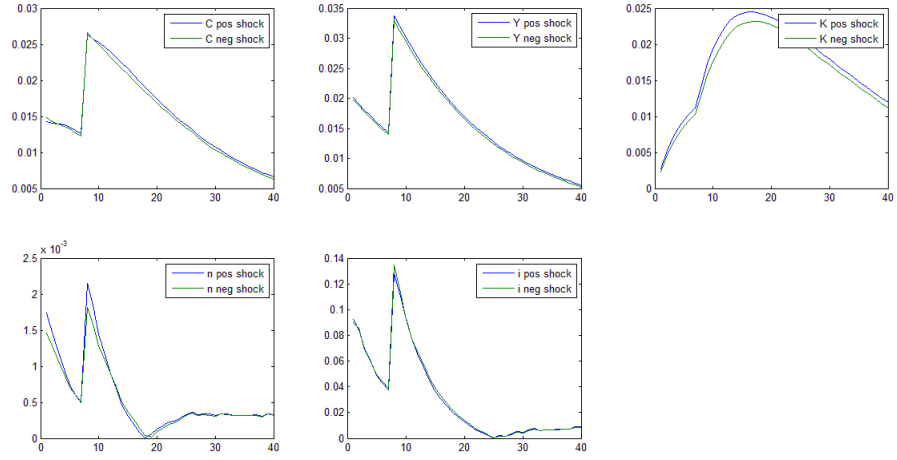 0.03
0.025
0.02
0.015
0.01
0.005
0 10 20 30 40
C pos shock
C neg shock
0.035
0.03
0.025
0.02
0.015
0.01
0.005
0 10 20 30 40
Y pos shock
Y neg shock
0.025
0.02
0.015
0.01
0.005
0
0 10 20 30 40
K pos shock
K neg shock
x 10⁻³
2.5
2
1.5
1
0.5
0
0 10 20 30 40
n pos shock
n neg shock
0.14
0.12
0.1
0.08
0.06
0.04
0.02
0
0 10 20 30 40
i pos shock
i neg shock